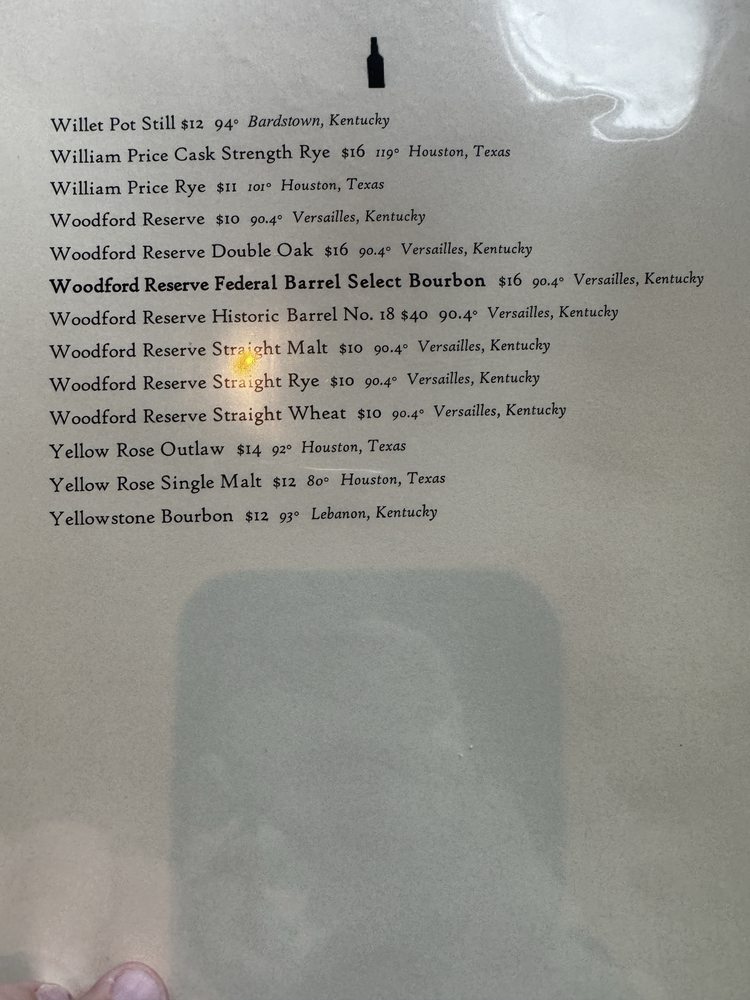 Willet Pot Still $12 94° Bardstown, Kentucky
William Price Cask Strength Rye $16 119° Houston, Texas
William Price Rye $11 101° Houston, Texas
Woodford Reserve $10 90.4° Versailles, Kentucky
Woodford Reserve Double Oak $16 90.4° Versailles, Kentucky
Woodford Reserve Federal Barrel Select Bourbon $16 90.4° Versailles, Kentucky
Woodford Reserve Historic Barrel No. 18 $40 90.4° Versailles, Kentucky
Woodford Reserve Straight Malt $10 90.4° Versailles, Kentucky
Woodford Reserve Straight Rye $10 90.4° Versailles, Kentucky
Woodford Reserve Straight Wheat $10 90.4° Versailles, Kentucky
Yellow Rose Outlaw $14 92° Houston, Texas
Yellow Rose Single Malt $12 80° Houston, Texas
Yellowstone Bourbon $12 93° Lebanon, Kentucky